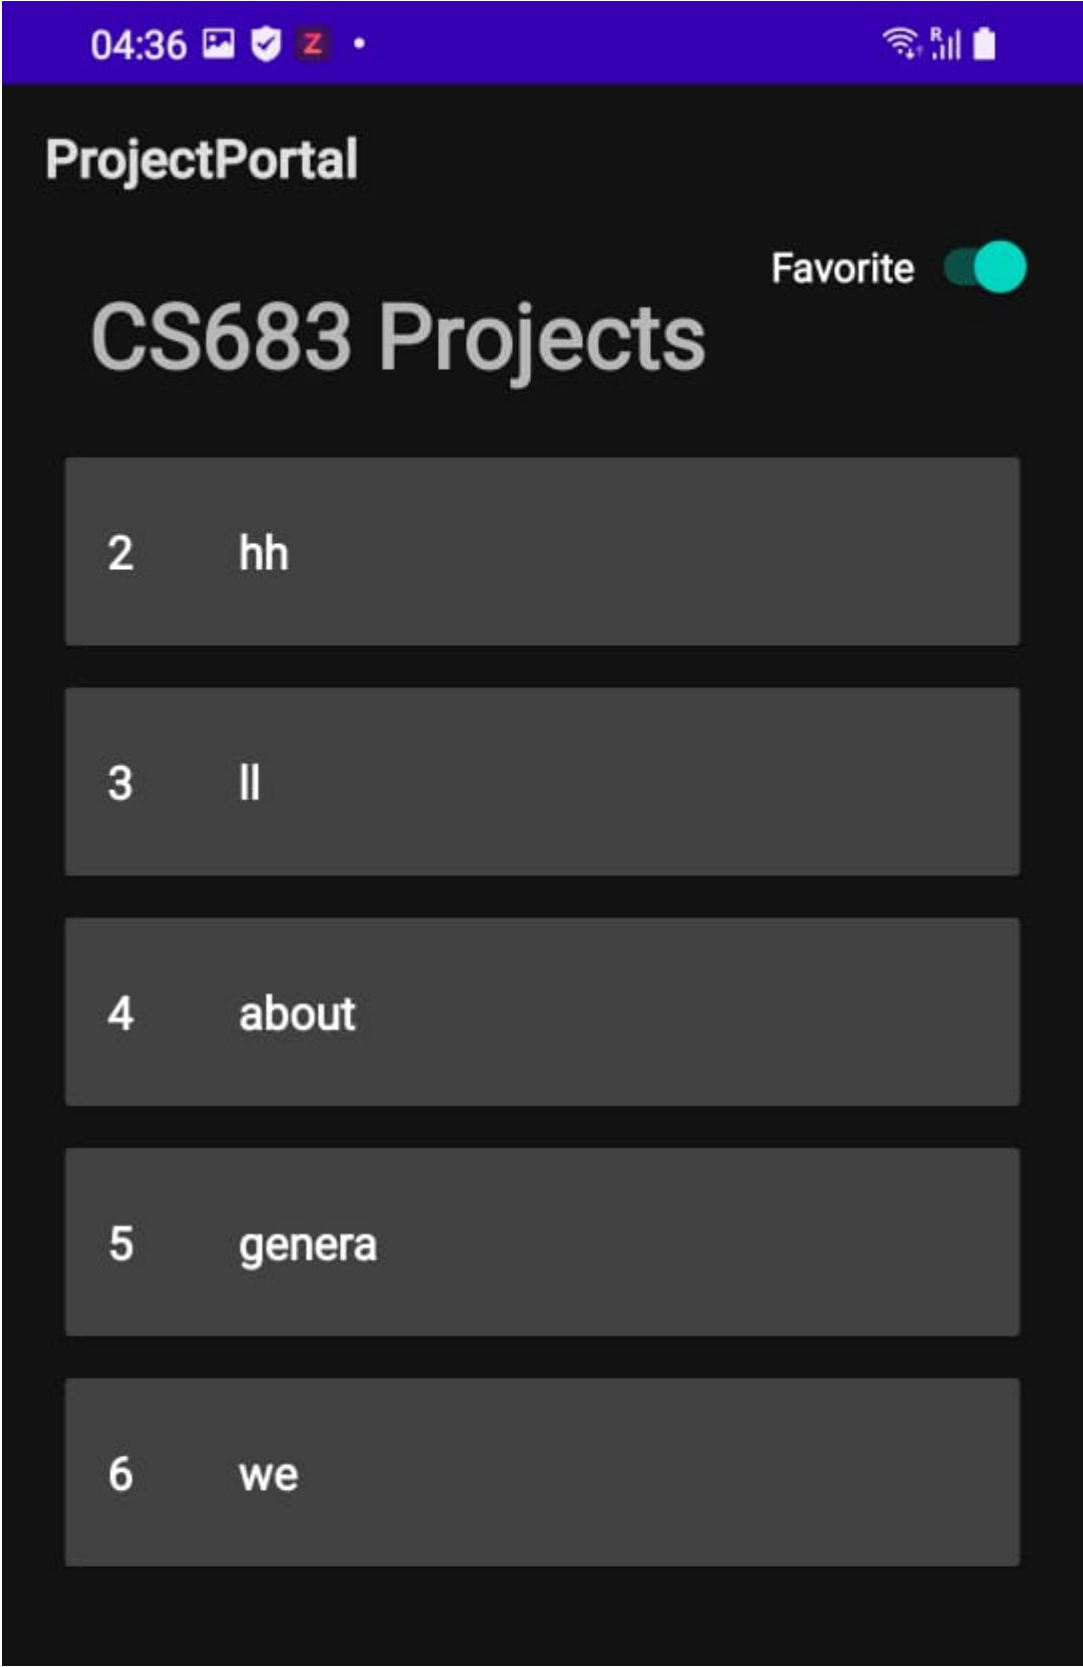 04:36 Z R
ProjectPortal
Favorite
CS683 Projects
2 hh
3 ll
4 about
5 genera
6 we